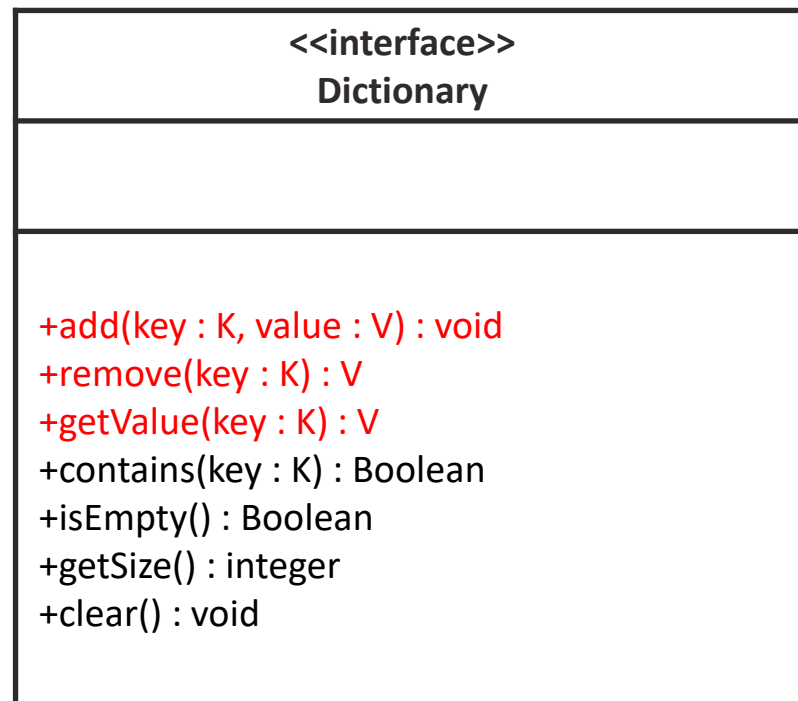 <<interface>>
Dictionary
+add(key : K, value : V) : void
+remove(key : K) : V
+getValue(key : K) : V
+contains(key : K) : Boolean
+isEmpty() : Boolean
+getSize() : integer
+clear() : void